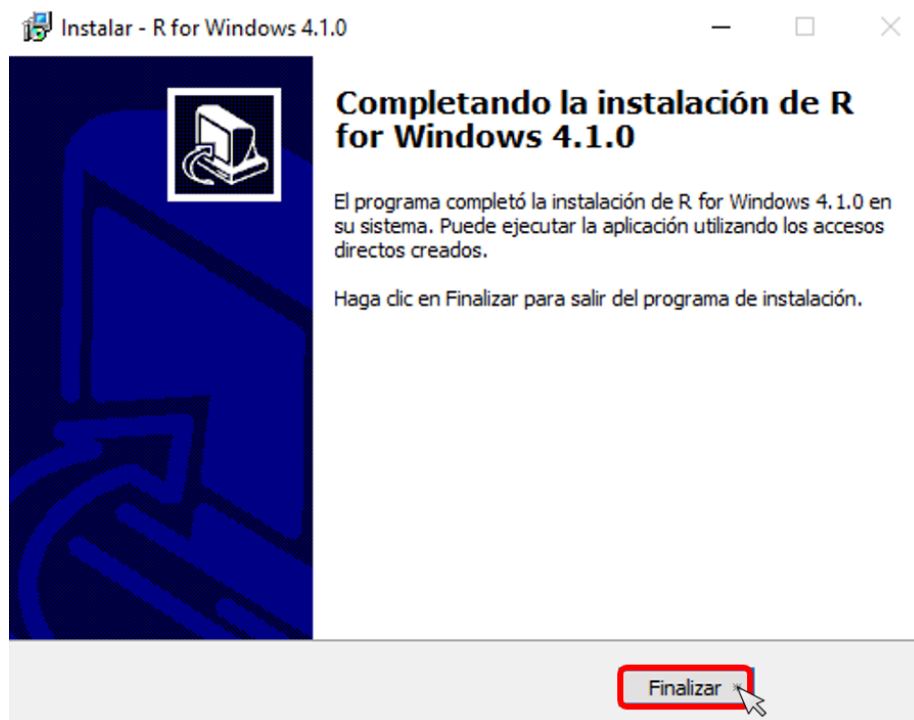 Instalar - R for Windows 4.1.0
Completando la instalación de R
for Windows 4.1.0
El programa completó la instalación de R for Windows 4.1.0 en
su sistema. Puede ejecutar la aplicación utilizando los accesos
directos creados.
Haga clic en Finalizar para salir del programa de instalación.
Finalizar